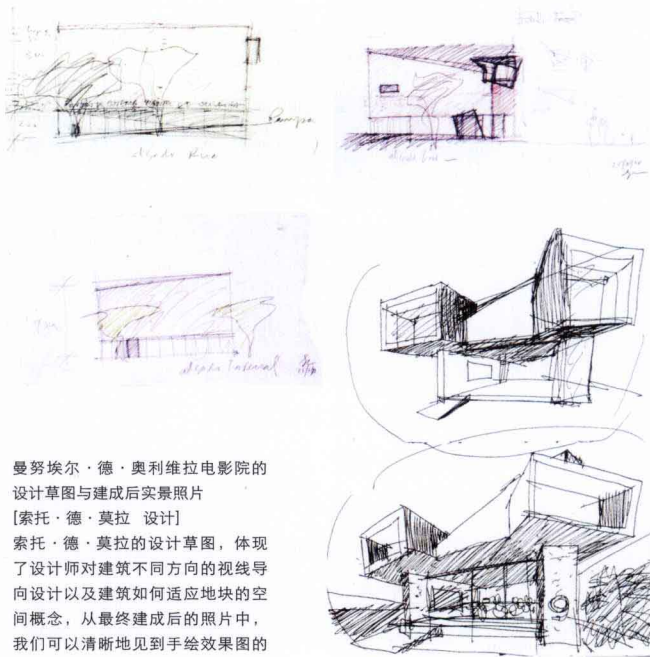 曼努埃尔·德·奥利维拉电影院的
设计草图与建成后实景照片
[索托·德·莫拉 设计]
索托·德·莫拉的设计草图，体现
了设计师对建筑不同方向的视线导
向设计以及建筑如何适应地块的空
间概念，从最终建成后的照片中，
我们可以清晰地见到手绘效果图的